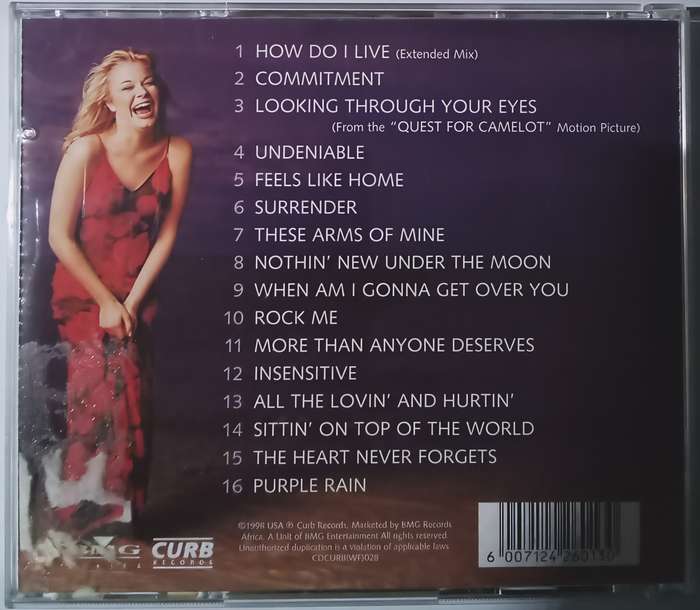 1 HOW DO I LIVE (Extended Mix)
2 COMMITMENT
3 LOOKING THROUGH YOUR EYES
(From the "QUEST FOR CAMELOT" Motion Picture)
4 UNDENIABLE
5 FEELS LIKE HOME
6 SURRENDER
7 THESE ARMS OF MINE
8 NOTHIN' NEW UNDER THE MOON
9 WHEN AM I GONNA GET OVER YOU
10 ROCK ME
11 MORE THAN ANYONE DESERVES
12 INSENSITIVE
13 ALL THE LOVIN' AND HURTIN'
14 SITTIN' ON TOP OF THE WORLD
15 THE HEART NEVER FORGETS
16 PURPLE RAIN
©1998 USA ℗ Curb Records. Marketed by BMG Records
Africa. A Unit of BMG Entertainment All rights reserved.
Unauthorized duplication is a violation of applicable laws
CDCURB(WF)028
BMG
CURB
RECORDS
6 007124